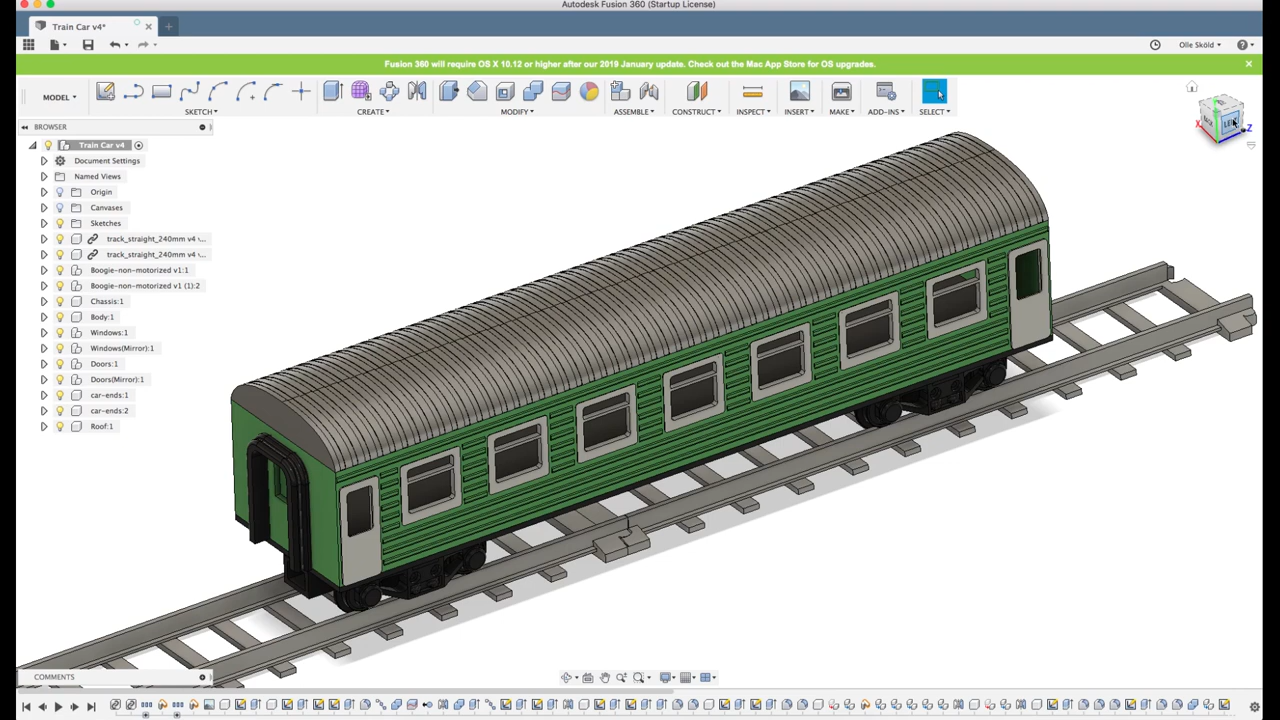 Autodesk Fusion 360 (Startup License)
Train Car v4*
Olle Sköld
Fusion 360 will require OS X 10.12 or higher after our 2019 January update. Check out the Mac App Store for OS upgrades.
MODEL
SKETCH
CREATE
MODIFY
ASSEMBLE
CONSTRUCT
INSPECT
INSERT
MAKE
ADD-INS
SELECT
X
Z
BROWSER
Train Car v4
Document Settings
Named Views
Origin
Canvases
Sketches
track_straight_240mm v4 ...
track_straight_240mm v4 ...
Boogie-non-motorized v1:1
Boogie-non-motorized v1 (1):2
Chassis:1
Body:1
Windows:1
Windows(Mirror):1
Doors:1
Doors(Mirror):1
car-ends:1
car-ends:2
Roof:1
COMMENTS